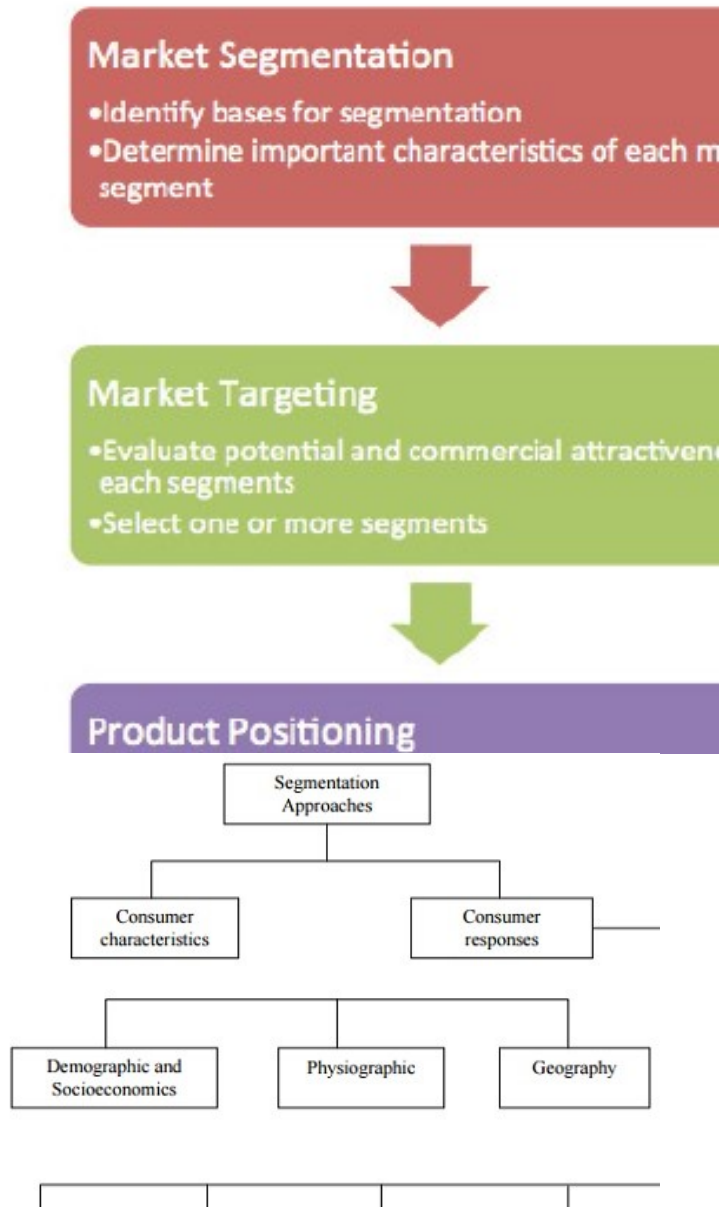 Market Segmentation
•Identify bases for segmentation
•Determine important characteristics of each m
segment
Market Targeting
•Evaluate potential and commercial attractiven
each segments
•Select one or more segments
Product Positioning
Segmentation
Approaches
Consumer
characteristics
Consumer
responses
Demographic and
Socioeconomics
Physiographic
Geography